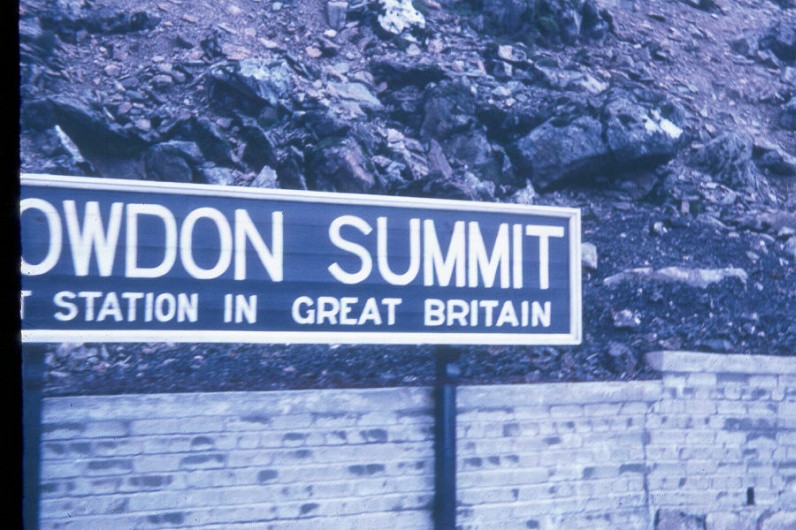 OWDON SUMMIT
T STATION IN GREAT BRITAIN